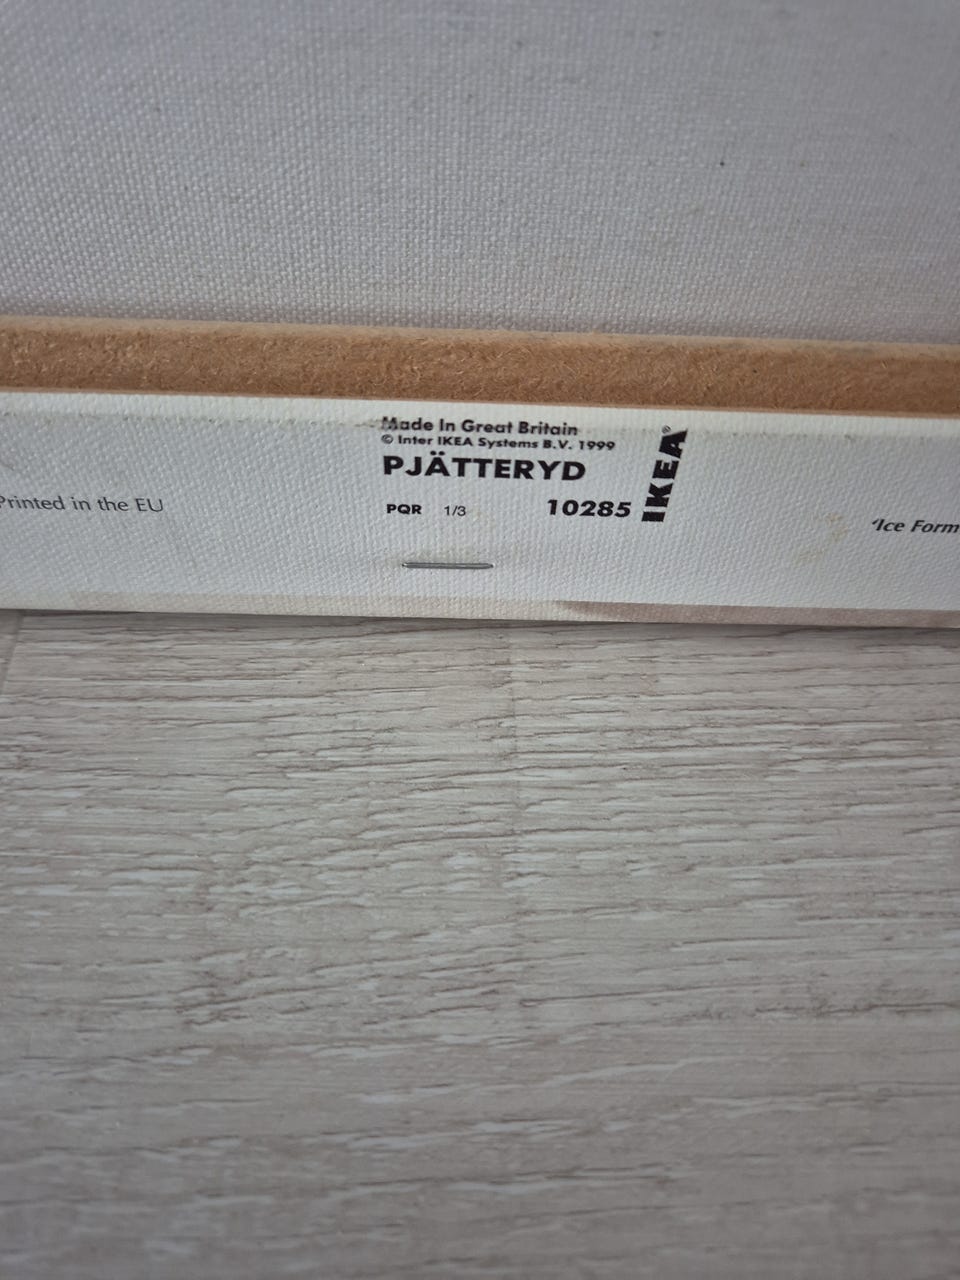 Made In Great Britain
© Inter IKEA Systems B.V. 1999
PJÄTTERYD
PQR 1/3 10285
IKEA®
Printed in the EU
‘Ice Form